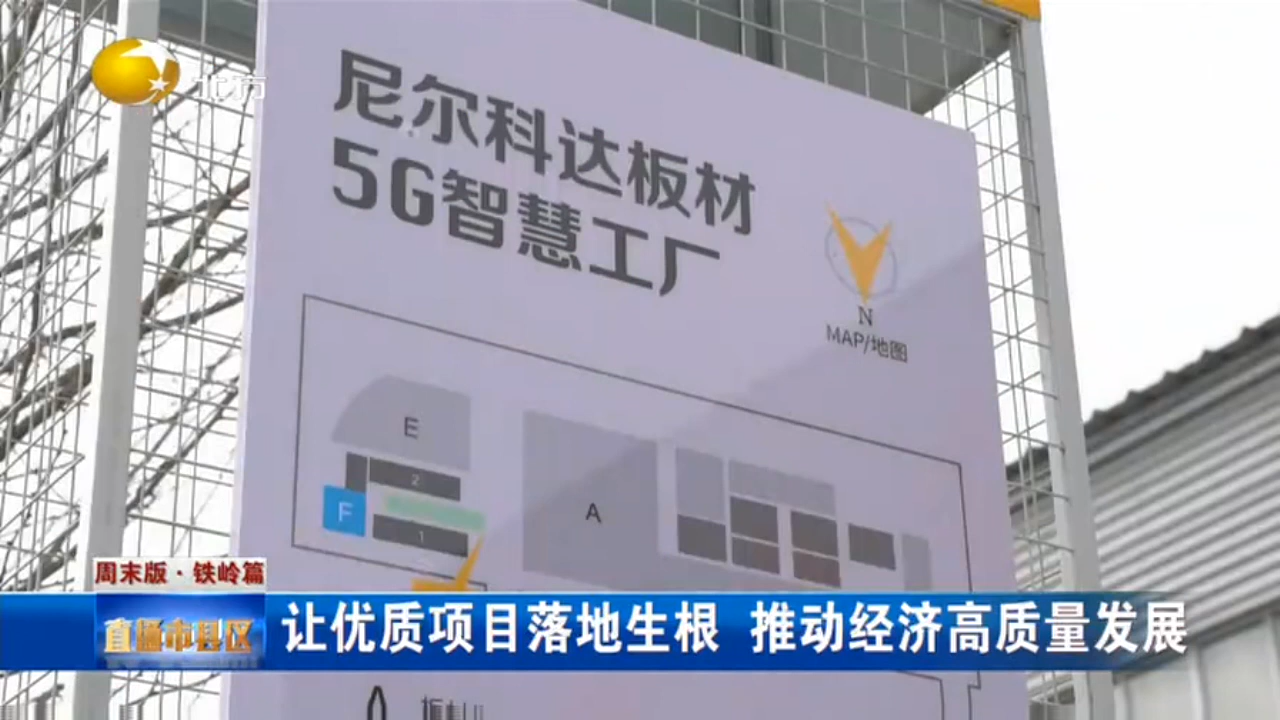 北方
尼尔科达板材
5G智慧工厂
N
MAP/地图
E
2
F
1
A
周末版·铁岭篇
直播市县区
让优质项目落地生根 推动经济高质量发展